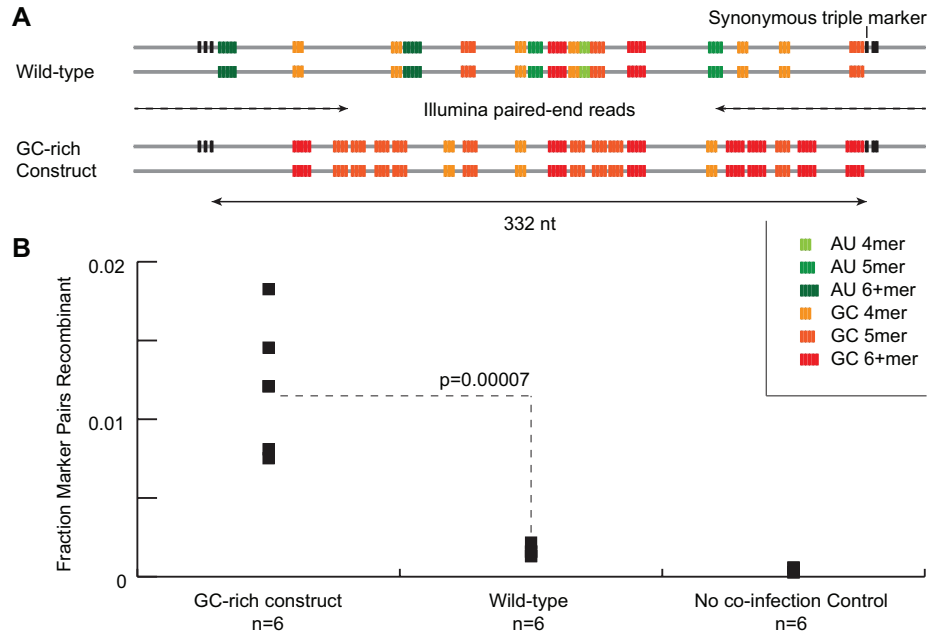 A
Synonymous triple marker
Wild-type
Illumina paired-end reads
GC-rich
Construct
332 nt
B
AU 4mer
AU 5mer
AU 6+mer
GC 4mer
GC 5mer
GC 6+mer
Fraction Marker Pairs Recombinant
0.02
0.01
0
p=0.00007
GC-rich construct
n=6
Wild-type
n=6
No co-infection Control
n=6